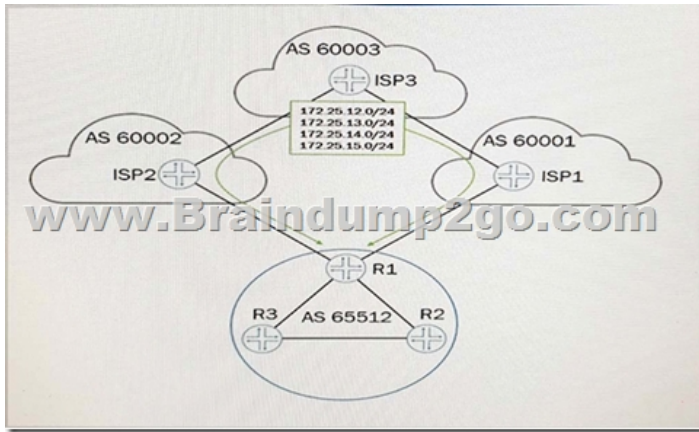 AS 60003
ISP3
172.25.12.0/24
172.25.13.0/24
172.25.14.0/24
172.25.15.0/24
AS 60002
AS 60001
ISP2
ISP1
www.Braindump2go.com
R1
R3
AS 65512
R2